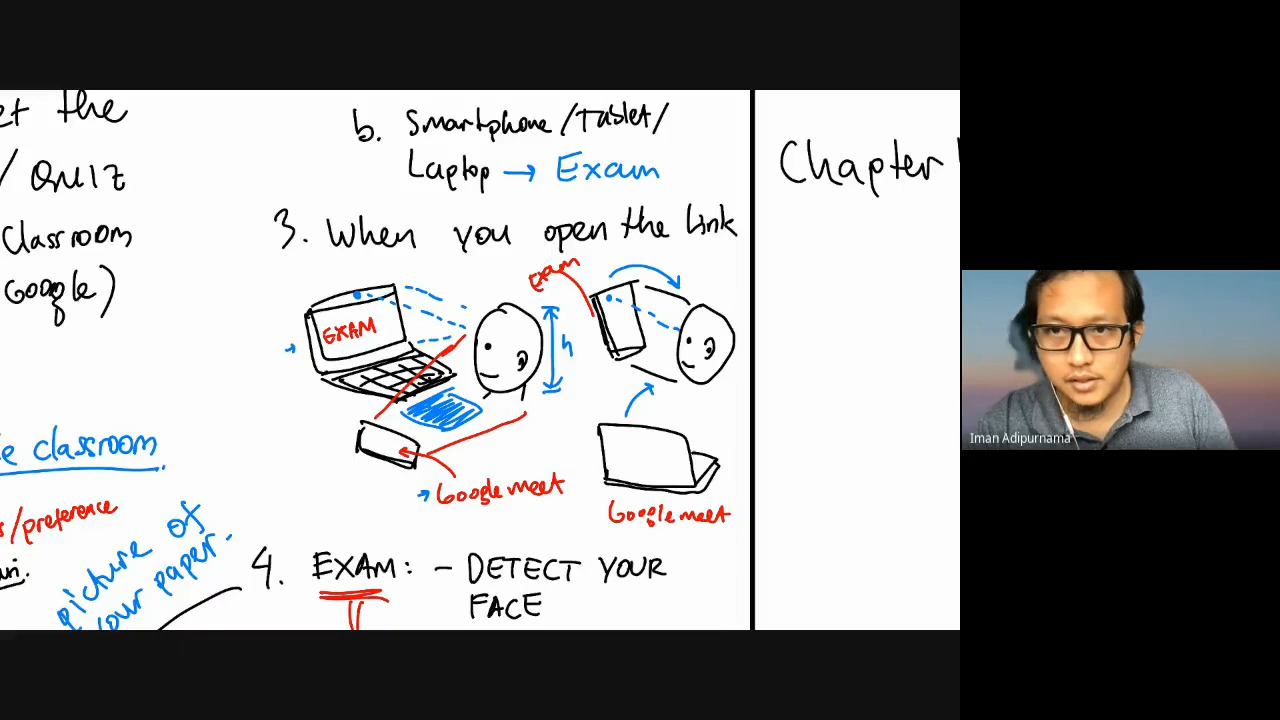 et the
/ QUIZ
Classroom
Google)
e classroom
s/preference
picture of
your paper.
b. Smartphone/Tablet/
Laptop → Exam
3. When you open the link
EXAM
h
Exam
→ Google meet
Google meet
4. EXAM: - DETECT YOUR
FACE
Chapter
Iman Adipurnama